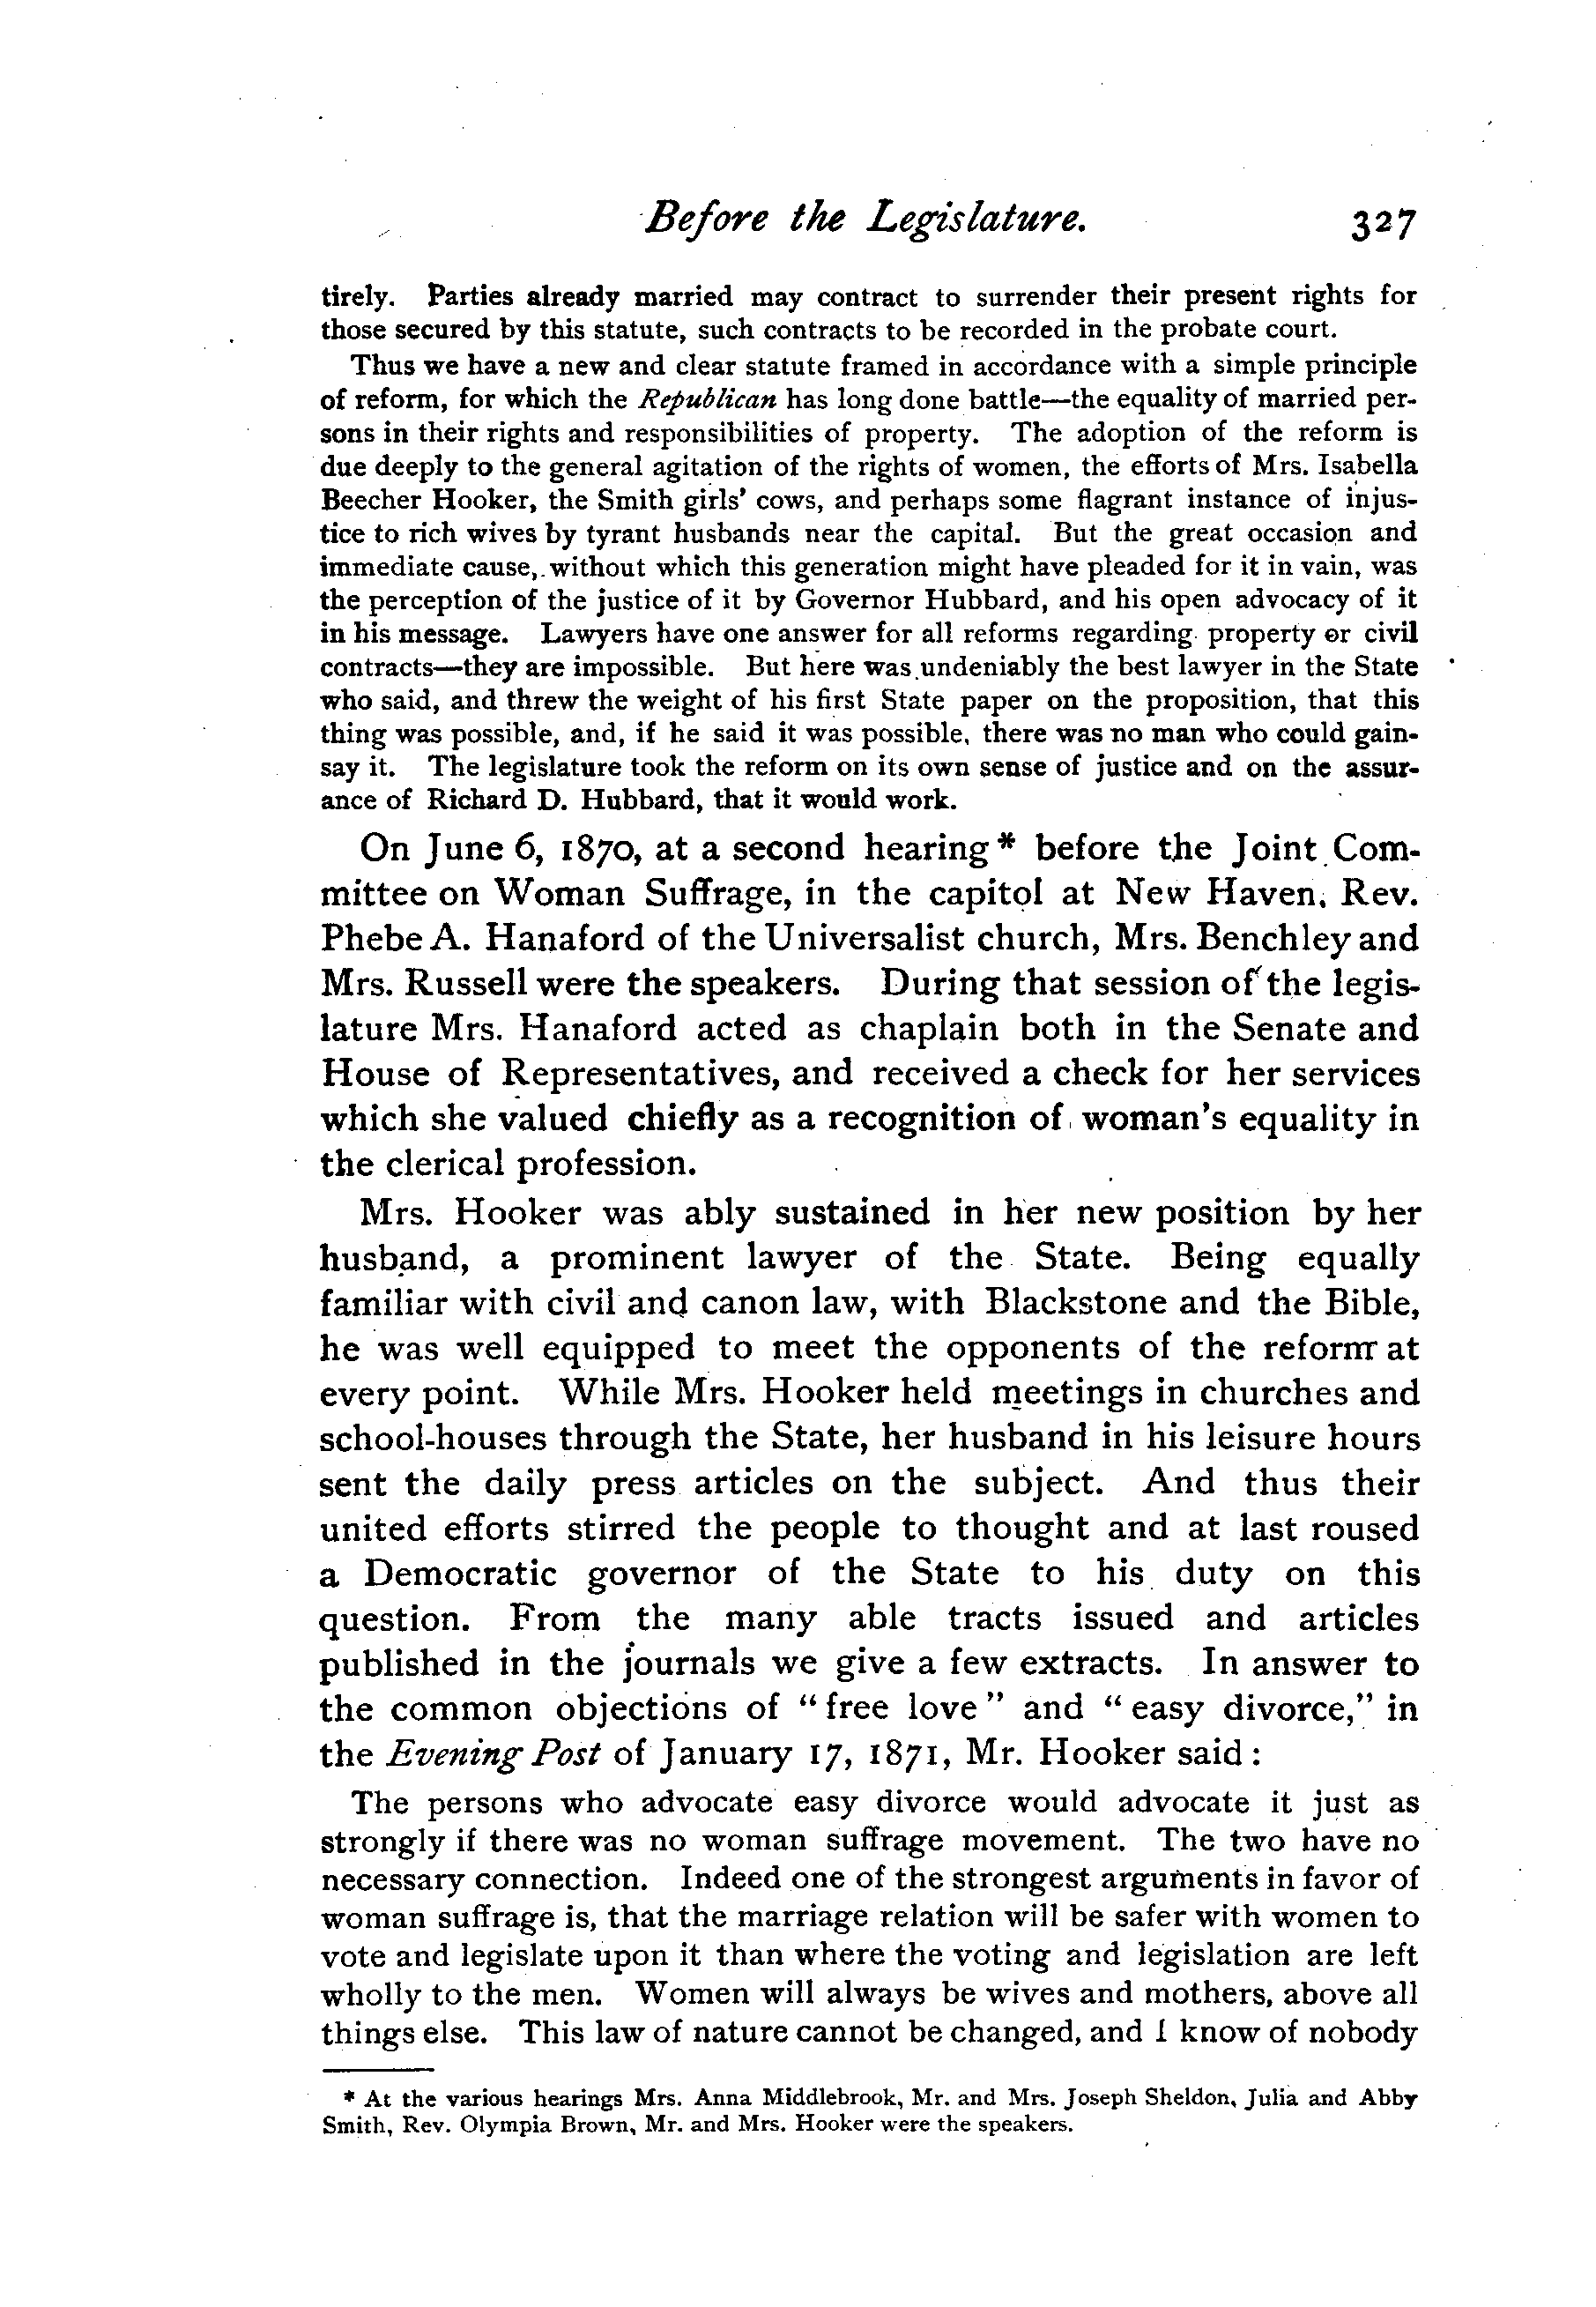 Before the Legislature. 327
tirely. Parties already married may contract to surrender their present rights for
those secured by this statute, such contracts to be recorded in the probate court.
Thus we have a new and clear statute framed in accordance with a simple principle
of reform, for which the Republican has long done battle—the equality of married per-
sons in their rights and responsibilities of property. The adoption of the reform is
due deeply to the general agitation of the rights of women, the efforts of Mrs. Isabella
Beecher Hooker, the Smith girls' cows, and perhaps some flagrant instance of injus-
tice to rich wives by tyrant husbands near the capital. But the great occasion and
immediate cause, without which this generation might have pleaded for it in vain, was
the perception of the justice of it by Governor Hubbard, and his open advocacy of it
in his message. Lawyers have one answer for all reforms regarding property or civil
contracts—they are impossible. But here was undeniably the best lawyer in the State
who said, and threw the weight of his first State paper on the proposition, that this
thing was possible, and, if he said it was possible, there was no man who could gain-
say it. The legislature took the reform on its own sense of justice and on the assur-
ance of Richard D. Hubbard, that it would work.
On June 6, 1870, at a second hearing * before the Joint Com-
mittee on Woman Suffrage, in the capitol at New Haven, Rev.
Phebe A. Hanaford of the Universalist church, Mrs. Benchley and
Mrs. Russell were the speakers. During that session of the legis-
lature Mrs. Hanaford acted as chaplain both in the Senate and
House of Representatives, and received a check for her services
which she valued chiefly as a recognition of woman's equality in
the clerical profession.
Mrs. Hooker was ably sustained in her new position by her
husband, a prominent lawyer of the State. Being equally
familiar with civil and canon law, with Blackstone and the Bible,
he was well equipped to meet the opponents of the reform at
every point. While Mrs. Hooker held meetings in churches and
school-houses through the State, her husband in his leisure hours
sent the daily press articles on the subject. And thus their
united efforts stirred the people to thought and at last roused
a Democratic governor of the State to his duty on this
question. From the many able tracts issued and articles
published in the journals we give a few extracts. In answer to
the common objections of "free love" and "easy divorce," in
the Evening Post of January 17, 1871, Mr. Hooker said:
The persons who advocate easy divorce would advocate it just as
strongly if there was no woman suffrage movement. The two have no
necessary connection. Indeed one of the strongest arguments in favor of
woman suffrage is, that the marriage relation will be safer with women to
vote and legislate upon it than where the voting and legislation are left
wholly to the men. Women will always be wives and mothers, above all
things else. This law of nature cannot be changed, and I know of nobody
* At the various hearings Mrs. Anna Middlebrook, Mr. and Mrs. Joseph Sheldon, Julia and Abby
Smith, Rev. Olympia Brown, Mr. and Mrs. Hooker were the speakers.